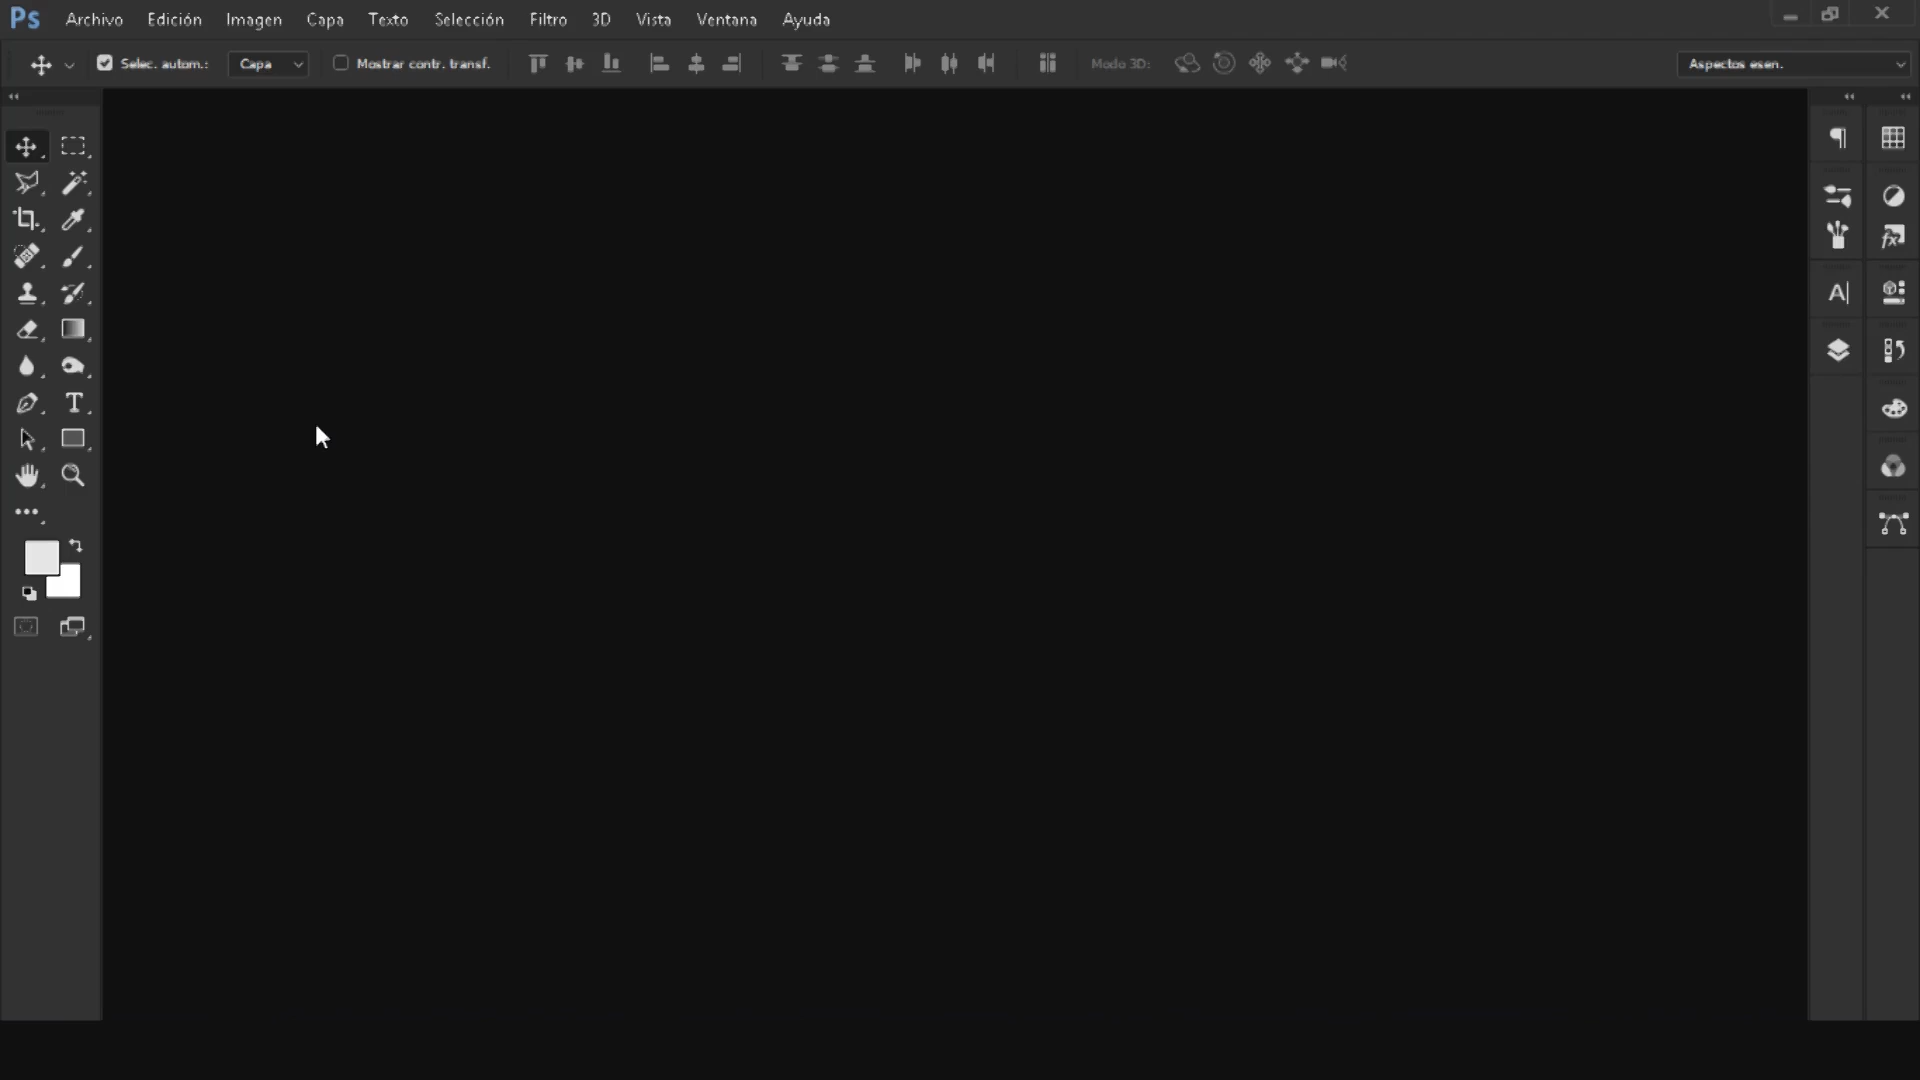 Ps Archivo Edición Imagen Capa Texto Selección Filtro 3D Vista Ventana Ayuda
Selec. autom.: Capa Mostrar contr. transf. Modo 3D: Aspectos esen.